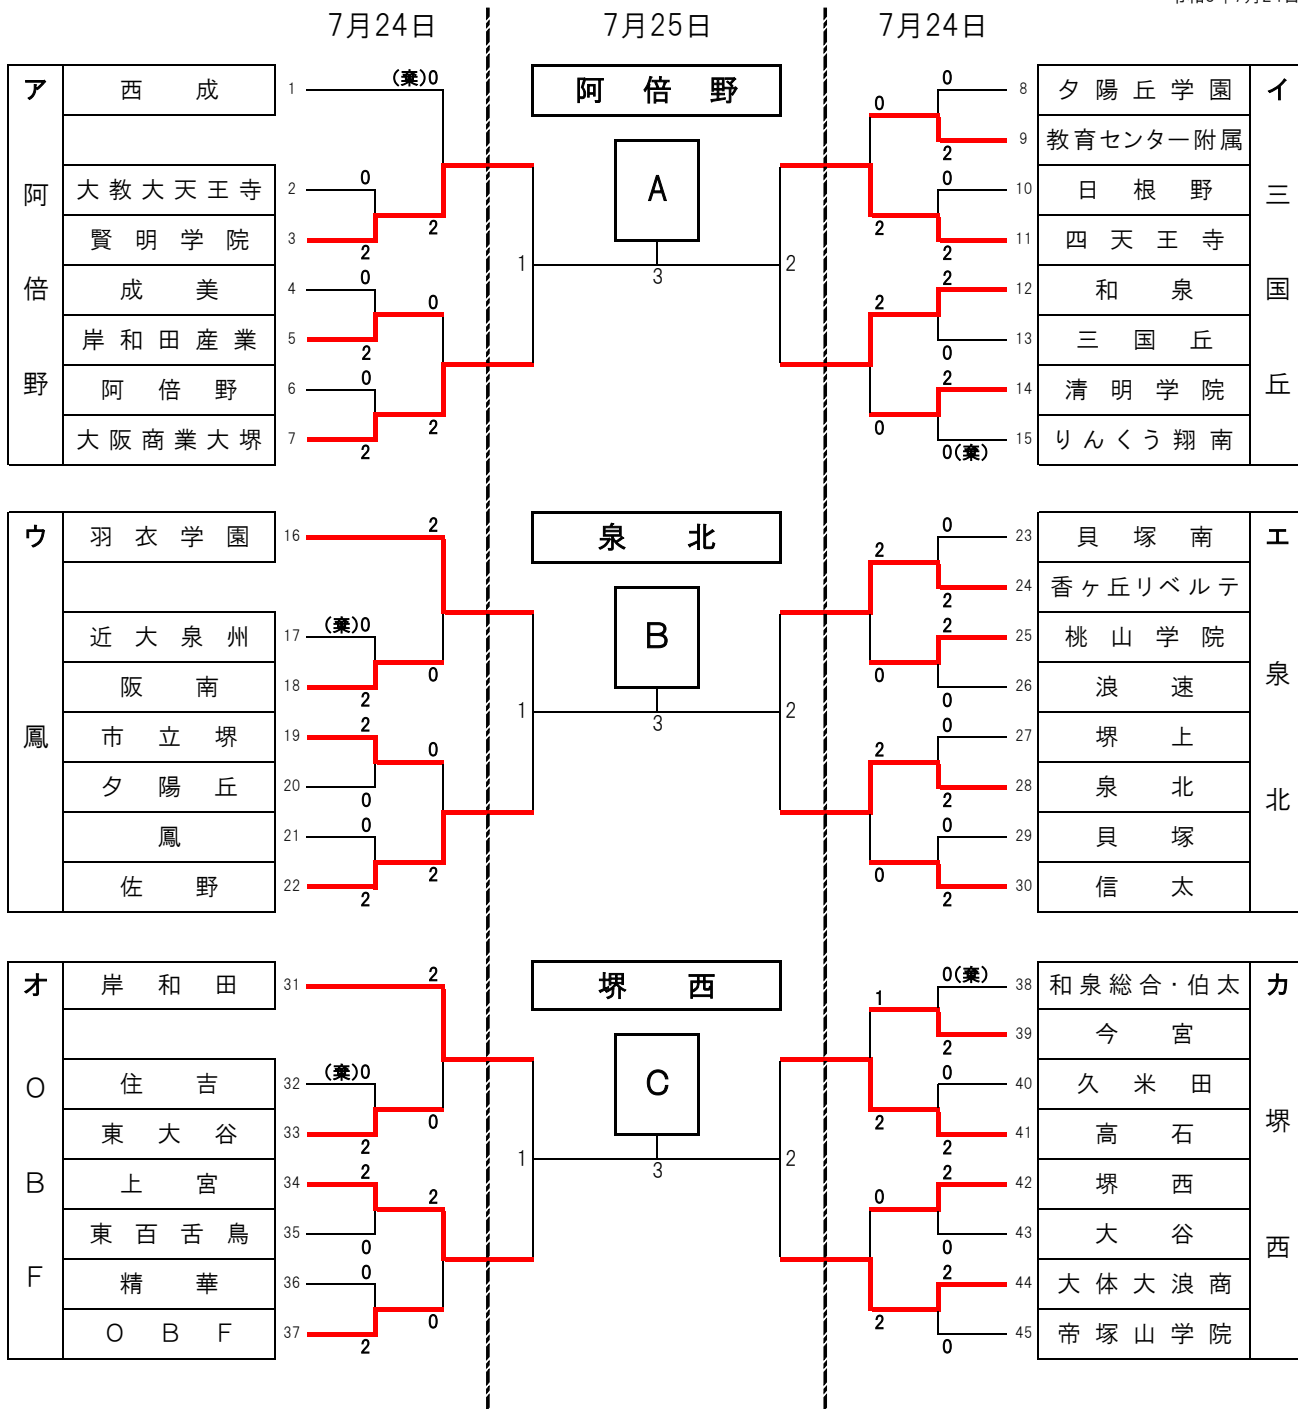 7月24日
7月25日
7月24日
ア
阿倍野
西成 1 (棄)0
大教大天王寺 2 0
賢明学院 3 2
2
成美 4 0
岸和田産業 5 2
0
阿倍野 6 0
大阪商業大堺 7 2
2
阿倍野
A
1
3
2
イ
三国丘
0 8 夕陽丘学園
0
2 9 教育センター附属
0 10 日根野
2
2 11 四天王寺
2 12 和泉
2
0 13 三国丘
2 14 清明学院
0
0(棄) 15 りんくう翔南
ウ
鳳
羽衣学園 16 2
近大泉州 17 (棄)0
阪南 18 2
0
市立堺 19 2
夕陽丘 20 0
0
鳳 21 0
佐野 22 2
2
泉北
B
1
3
2
エ
泉北
0 23 貝塚南
2
2 24 香ヶ丘リベルテ
2 25 桃山学院
0
0 26 浪速
0 27 堺上
2
2 28 泉北
0 29 貝塚
0
2 30 信太
オ
OBF
岸和田 31 2
住吉 32 (棄)0
東大谷 33 2
0
上宮 34 2
東百舌鳥 35 0
2
精華 36 0
OBF 37 2
0
堺西
C
1
3
2
カ
堺西
0(棄) 38 和泉総合・伯太
1
2 39 今宮
0 40 久米田
2
2 41 高石
2 42 堺西
0
0 43 大谷
2 44 大体大浪商
2
0 45 帝塚山学院